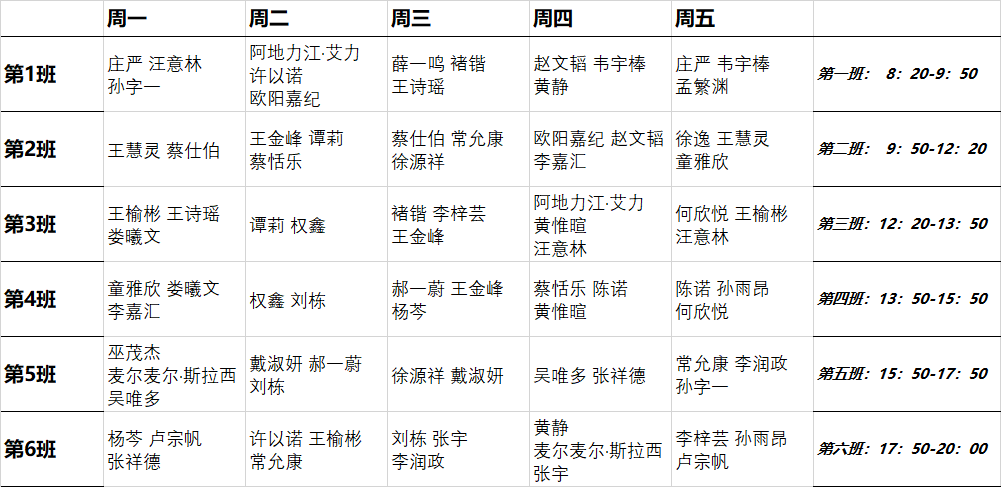 周一 周二 周三 周四 周五
第1班
庄严 汪意林
孙字一
阿地力江·艾力
许以诺
欧阳嘉纪
薛一鸣 褚锴
王诗瑶
赵文韬 韦宇棒
黄静
庄严 韦宇棒
孟繁渊
第一班： 8：20-9：50
第2班
王慧灵 蔡仕伯
王金峰 谭莉
蔡恬乐
蔡仕伯 常允康
徐源祥
欧阳嘉纪 赵文韬
李嘉汇
徐逸 王慧灵
童雅欣
第二班： 9：50-12：20
第3班
王榆彬 王诗瑶
娄曦文
谭莉 权鑫
褚锴 李梓芸
王金峰
阿地力江·艾力
黄惟暄
汪意林
何欣悦 王榆彬
汪意林
第三班：12：20-13：50
第4班
童雅欣 娄曦文
李嘉汇
权鑫 刘栋
郝一蔚 王金峰
杨芩
蔡恬乐 陈诺
黄惟暄
陈诺 孙雨昂
何欣悦
第四班：13：50-15：50
第5班
巫茂杰
麦尔麦尔·斯拉西
吴唯多
戴淑妍 郝一蔚
刘栋
徐源祥 戴淑妍
吴唯多 张祥德
常允康 李润政
孙字一
第五班：15：50-17：50
第6班
杨芩 卢宗帆
张祥德
许以诺 王榆彬
常允康
刘栋 张宇
李润政
黄静
麦尔麦尔·斯拉西
张宇
李梓芸 孙雨昂
卢宗帆
第六班：17：50-20：00